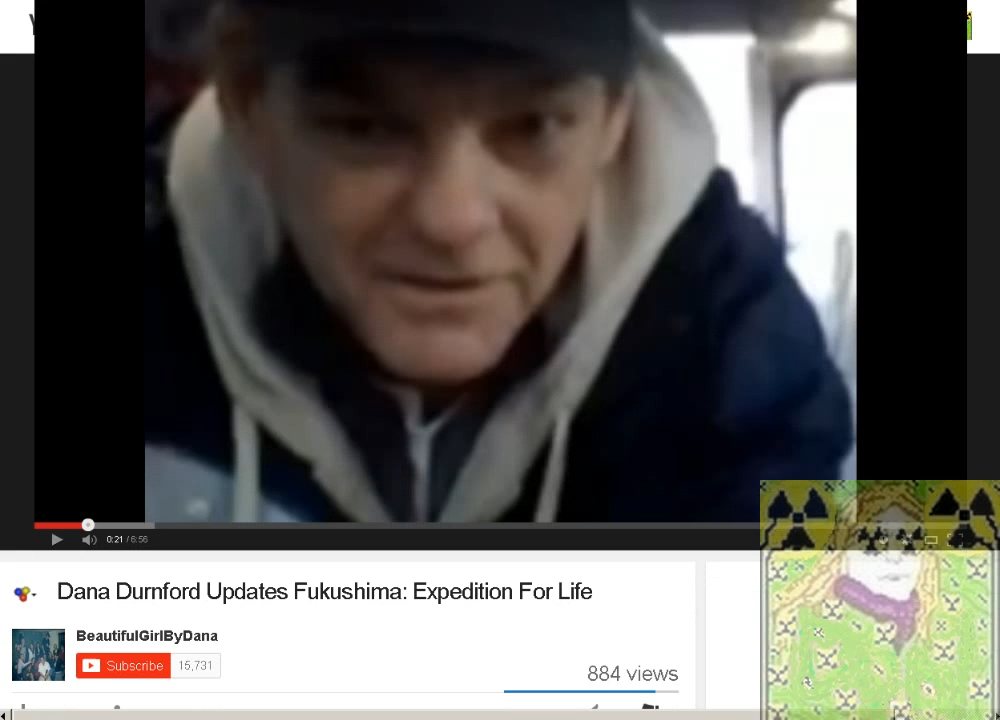 0:21 / 6:56
Dana Durnford Updates Fukushima: Expedition For Life
BeautifulGirlByDana
Subscribe 15,731
884 views